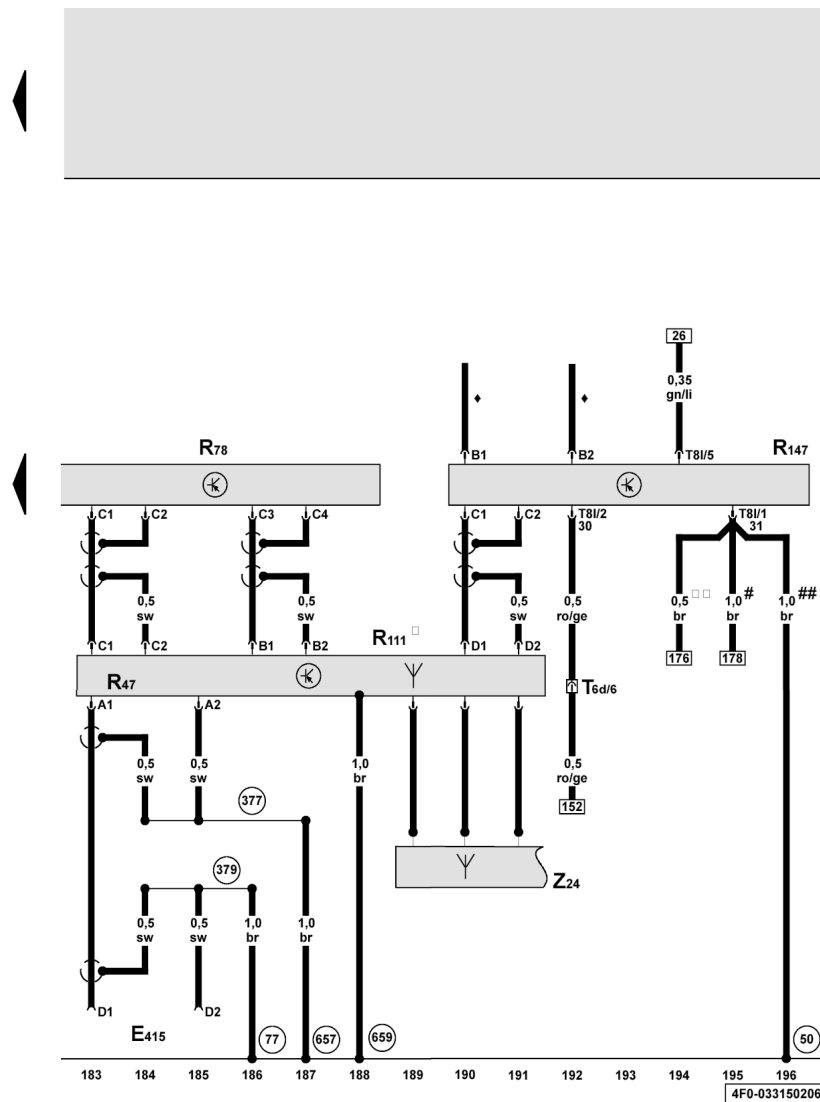 26
0,35
gn/li
R78
B1
B2
T8l/5
R147
C1
C2
C3
C4
C1
C2
T8l/2
30
T8l/1
31
0,5
sw
0,5
sw
0,5
sw
0,5
ro/ge
0,5
br
1,0 #
br
1,0 ##
br
R111
C1
C2
B1
B2
D1
D2
176
178
R47
T6d/6
A1
A2
0,5
sw
0,5
sw
1,0
br
0,5
ro/ge
377
152
379
Z24
0,5
sw
0,5
sw
1,0
br
1,0
br
D1
D2
E415
77
657
659
50
183 184 185 186 187 188 189 190 191 192 193 194 195 196
4F0-033150206